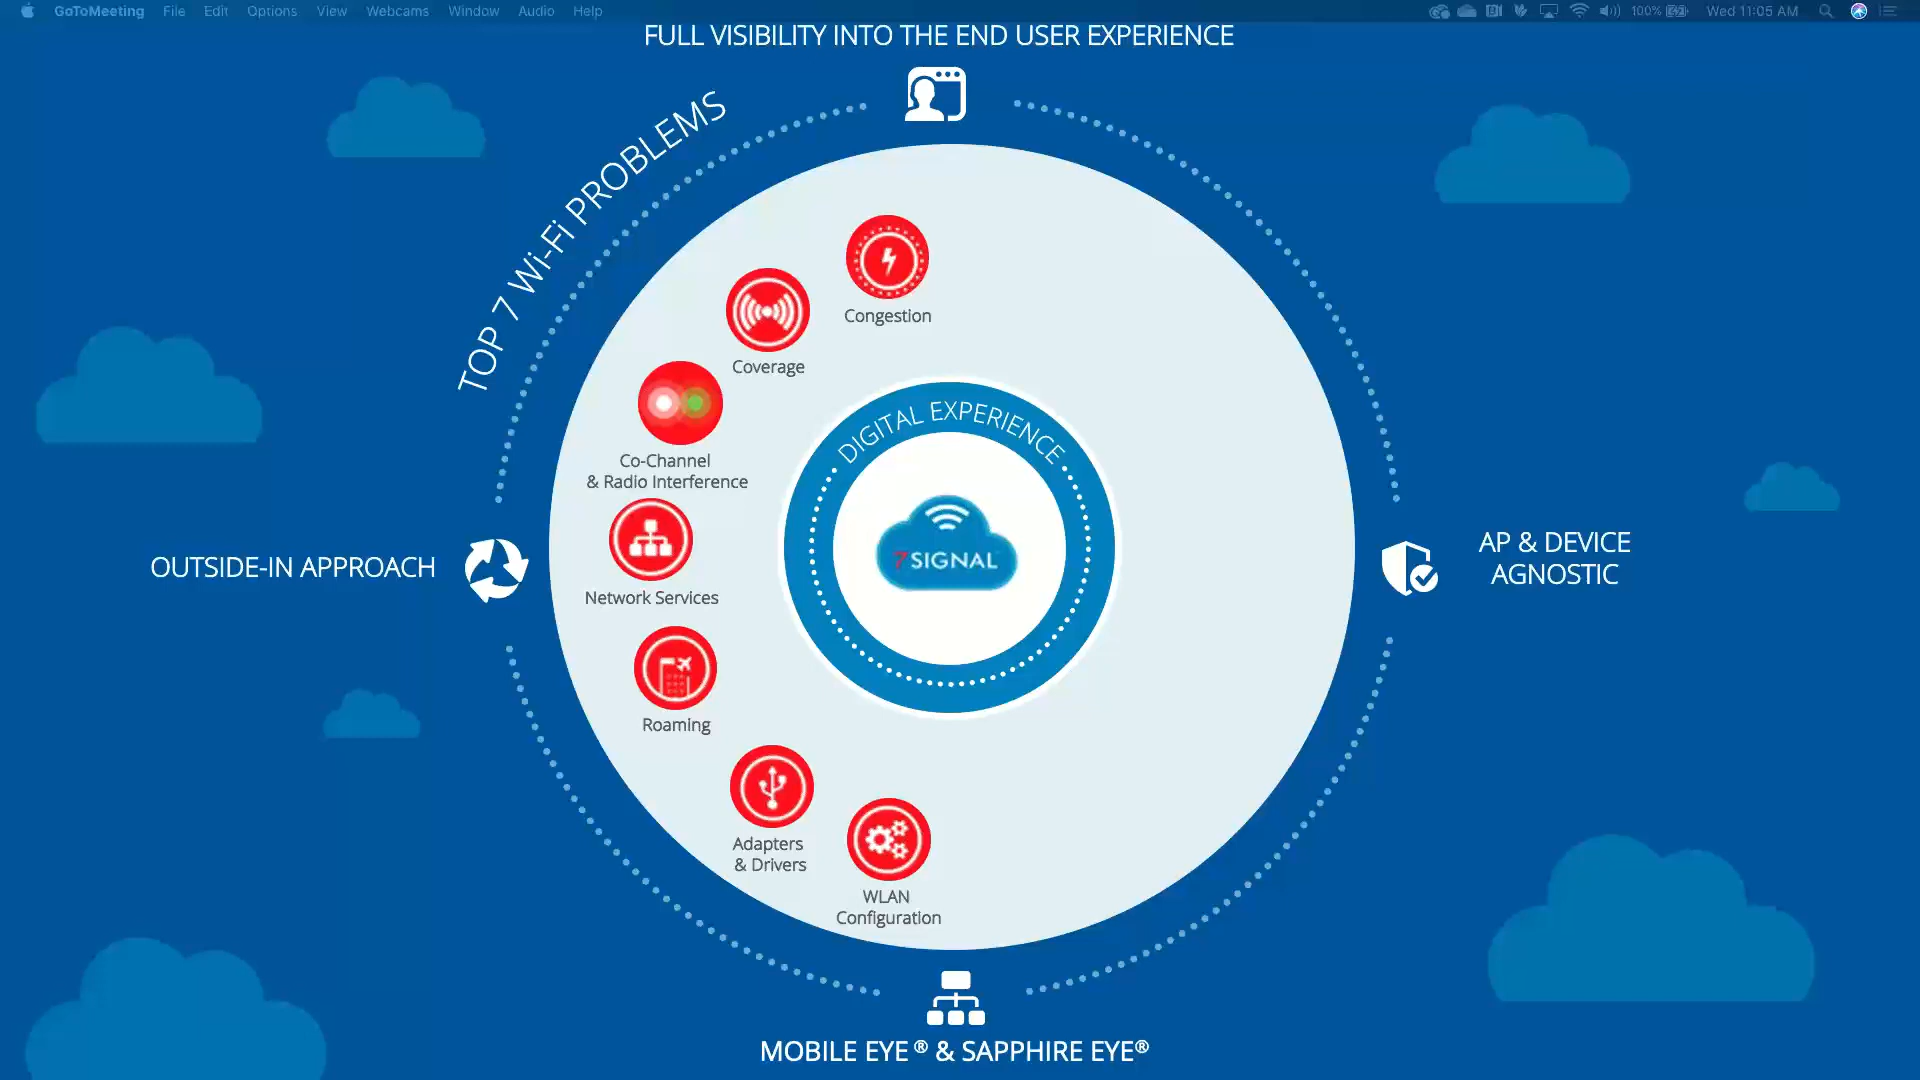 GoToMeeting File Edit Options View Webcams Window Audio Help 100% Wed 11:05 AM
FULL VISIBILITY INTO THE END USER EXPERIENCE
TOP 7 Wi-Fi PROBLEMS
Congestion
Coverage
Co-Channel
& Radio Interference
Network Services
Roaming
Adapters
& Drivers
WLAN
Configuration
DIGITAL EXPERIENCE
7SIGNAL
OUTSIDE-IN APPROACH
AP & DEVICE
AGNOSTIC
MOBILE EYE® & SAPPHIRE EYE®